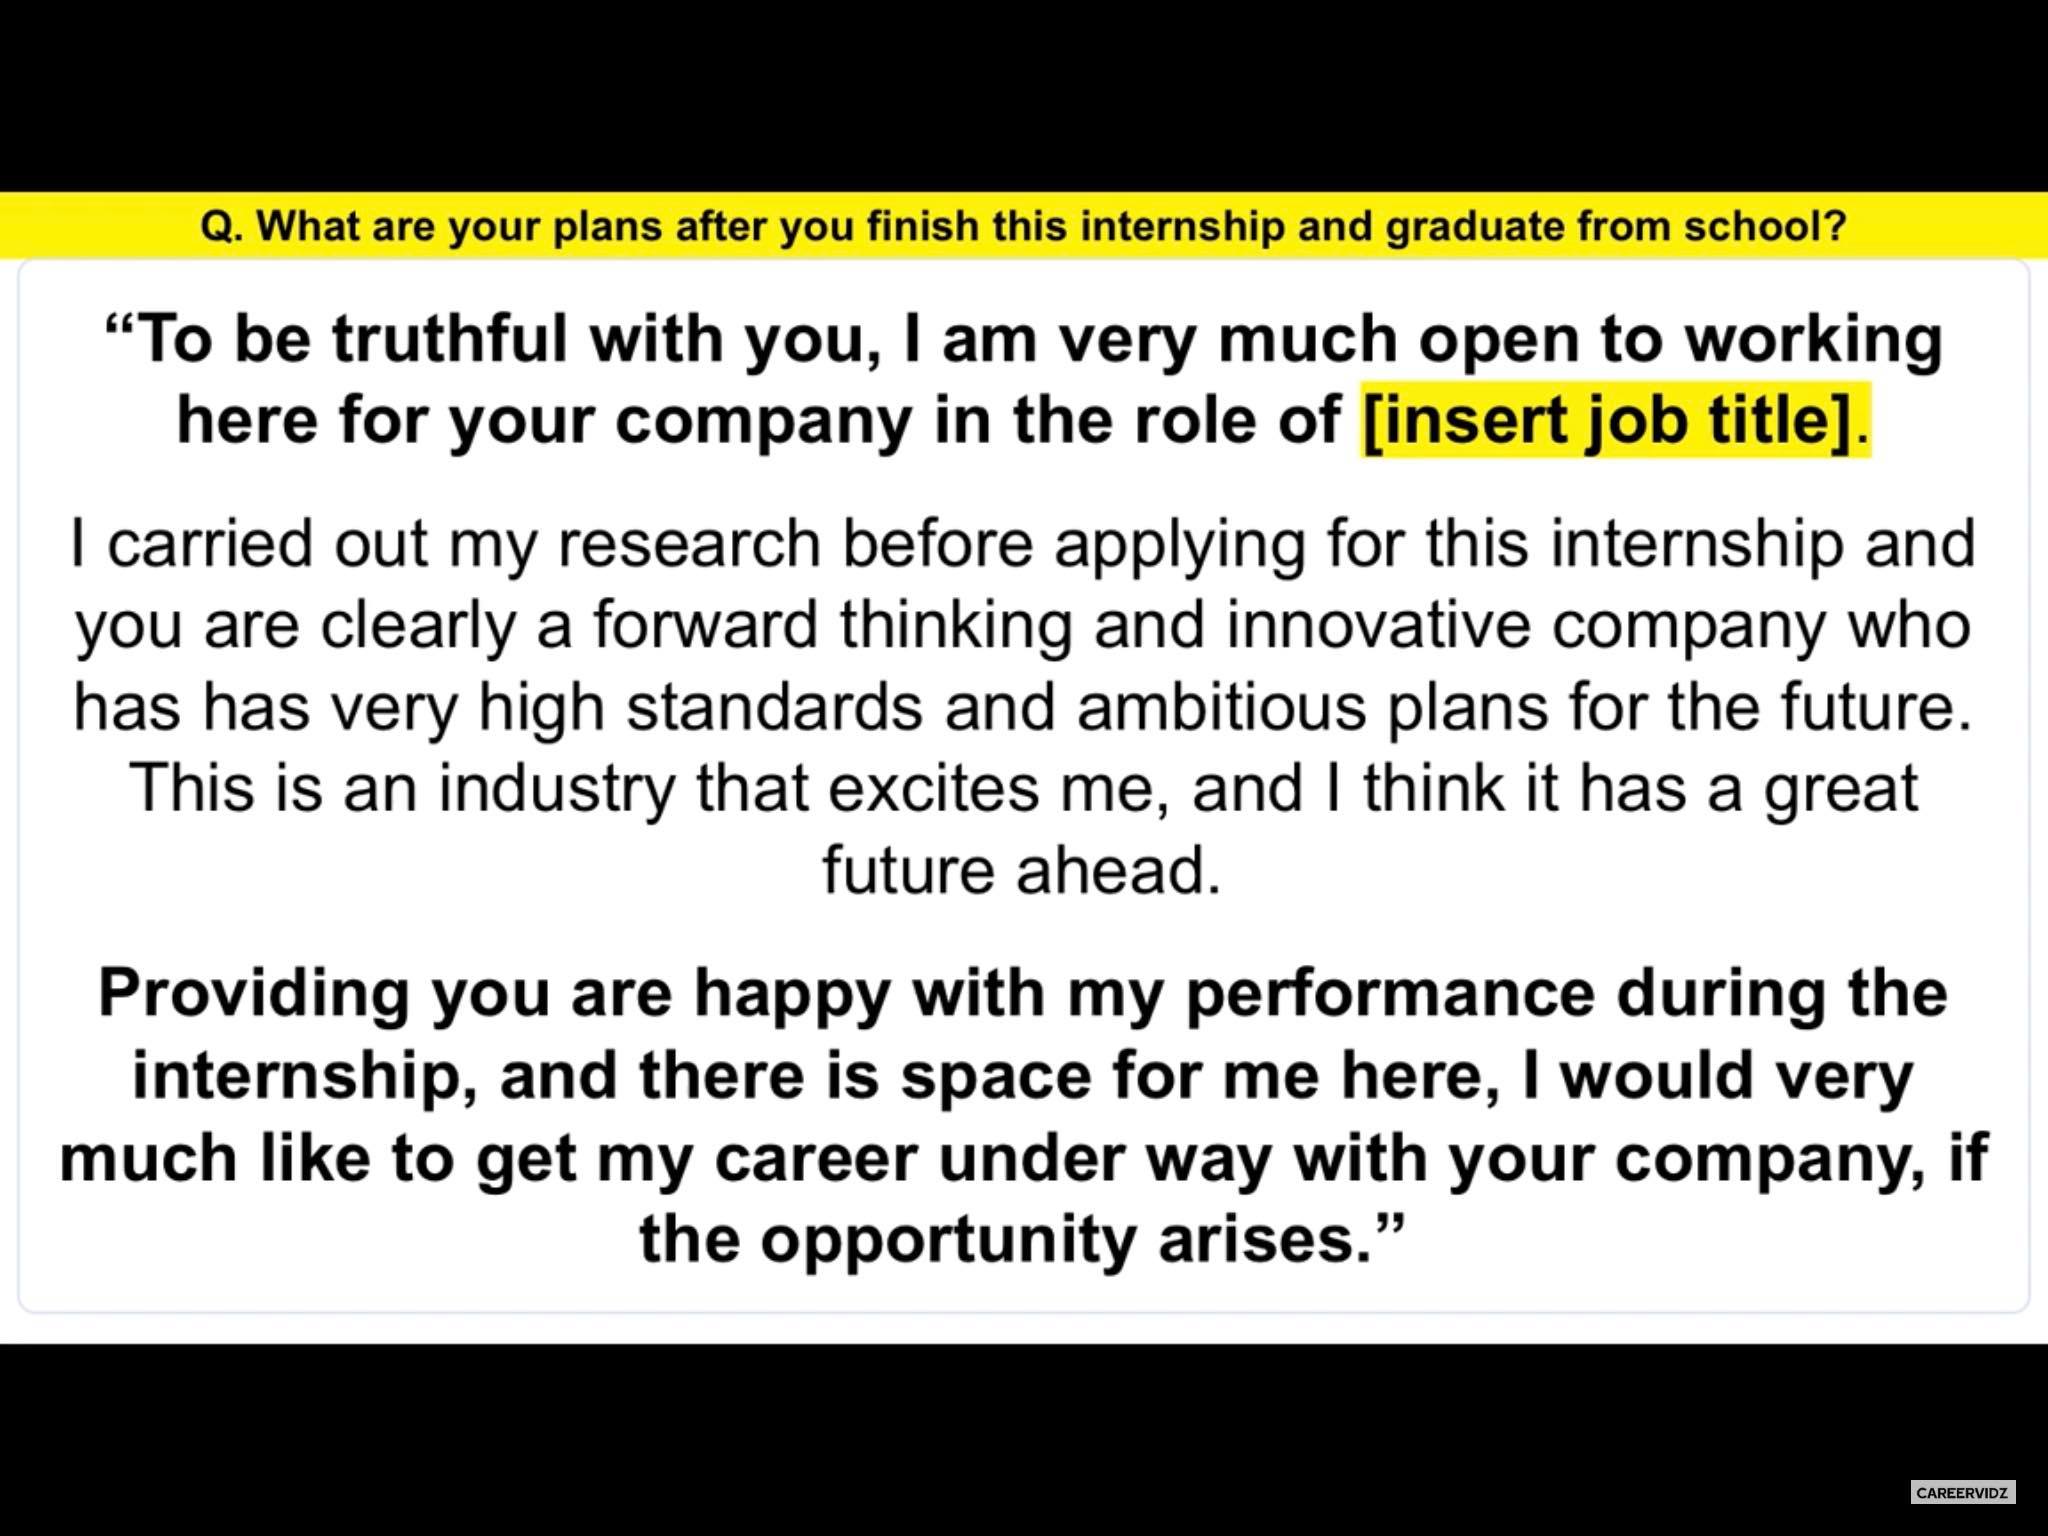 Q. What are your plans after you finish this internship and graduate from school?
“To be truthful with you, I am very much open to working
here for your company in the role of [insert job title].
I carried out my research before applying for this internship and
you are clearly a forward thinking and innovative company who
has has very high standards and ambitious plans for the future.
This is an industry that excites me, and I think it has a great
future ahead.
Providing you are happy with my performance during the
internship, and there is space for me here, I would very
much like to get my career under way with your company, if
the opportunity arises.”
CAREERVIDZ